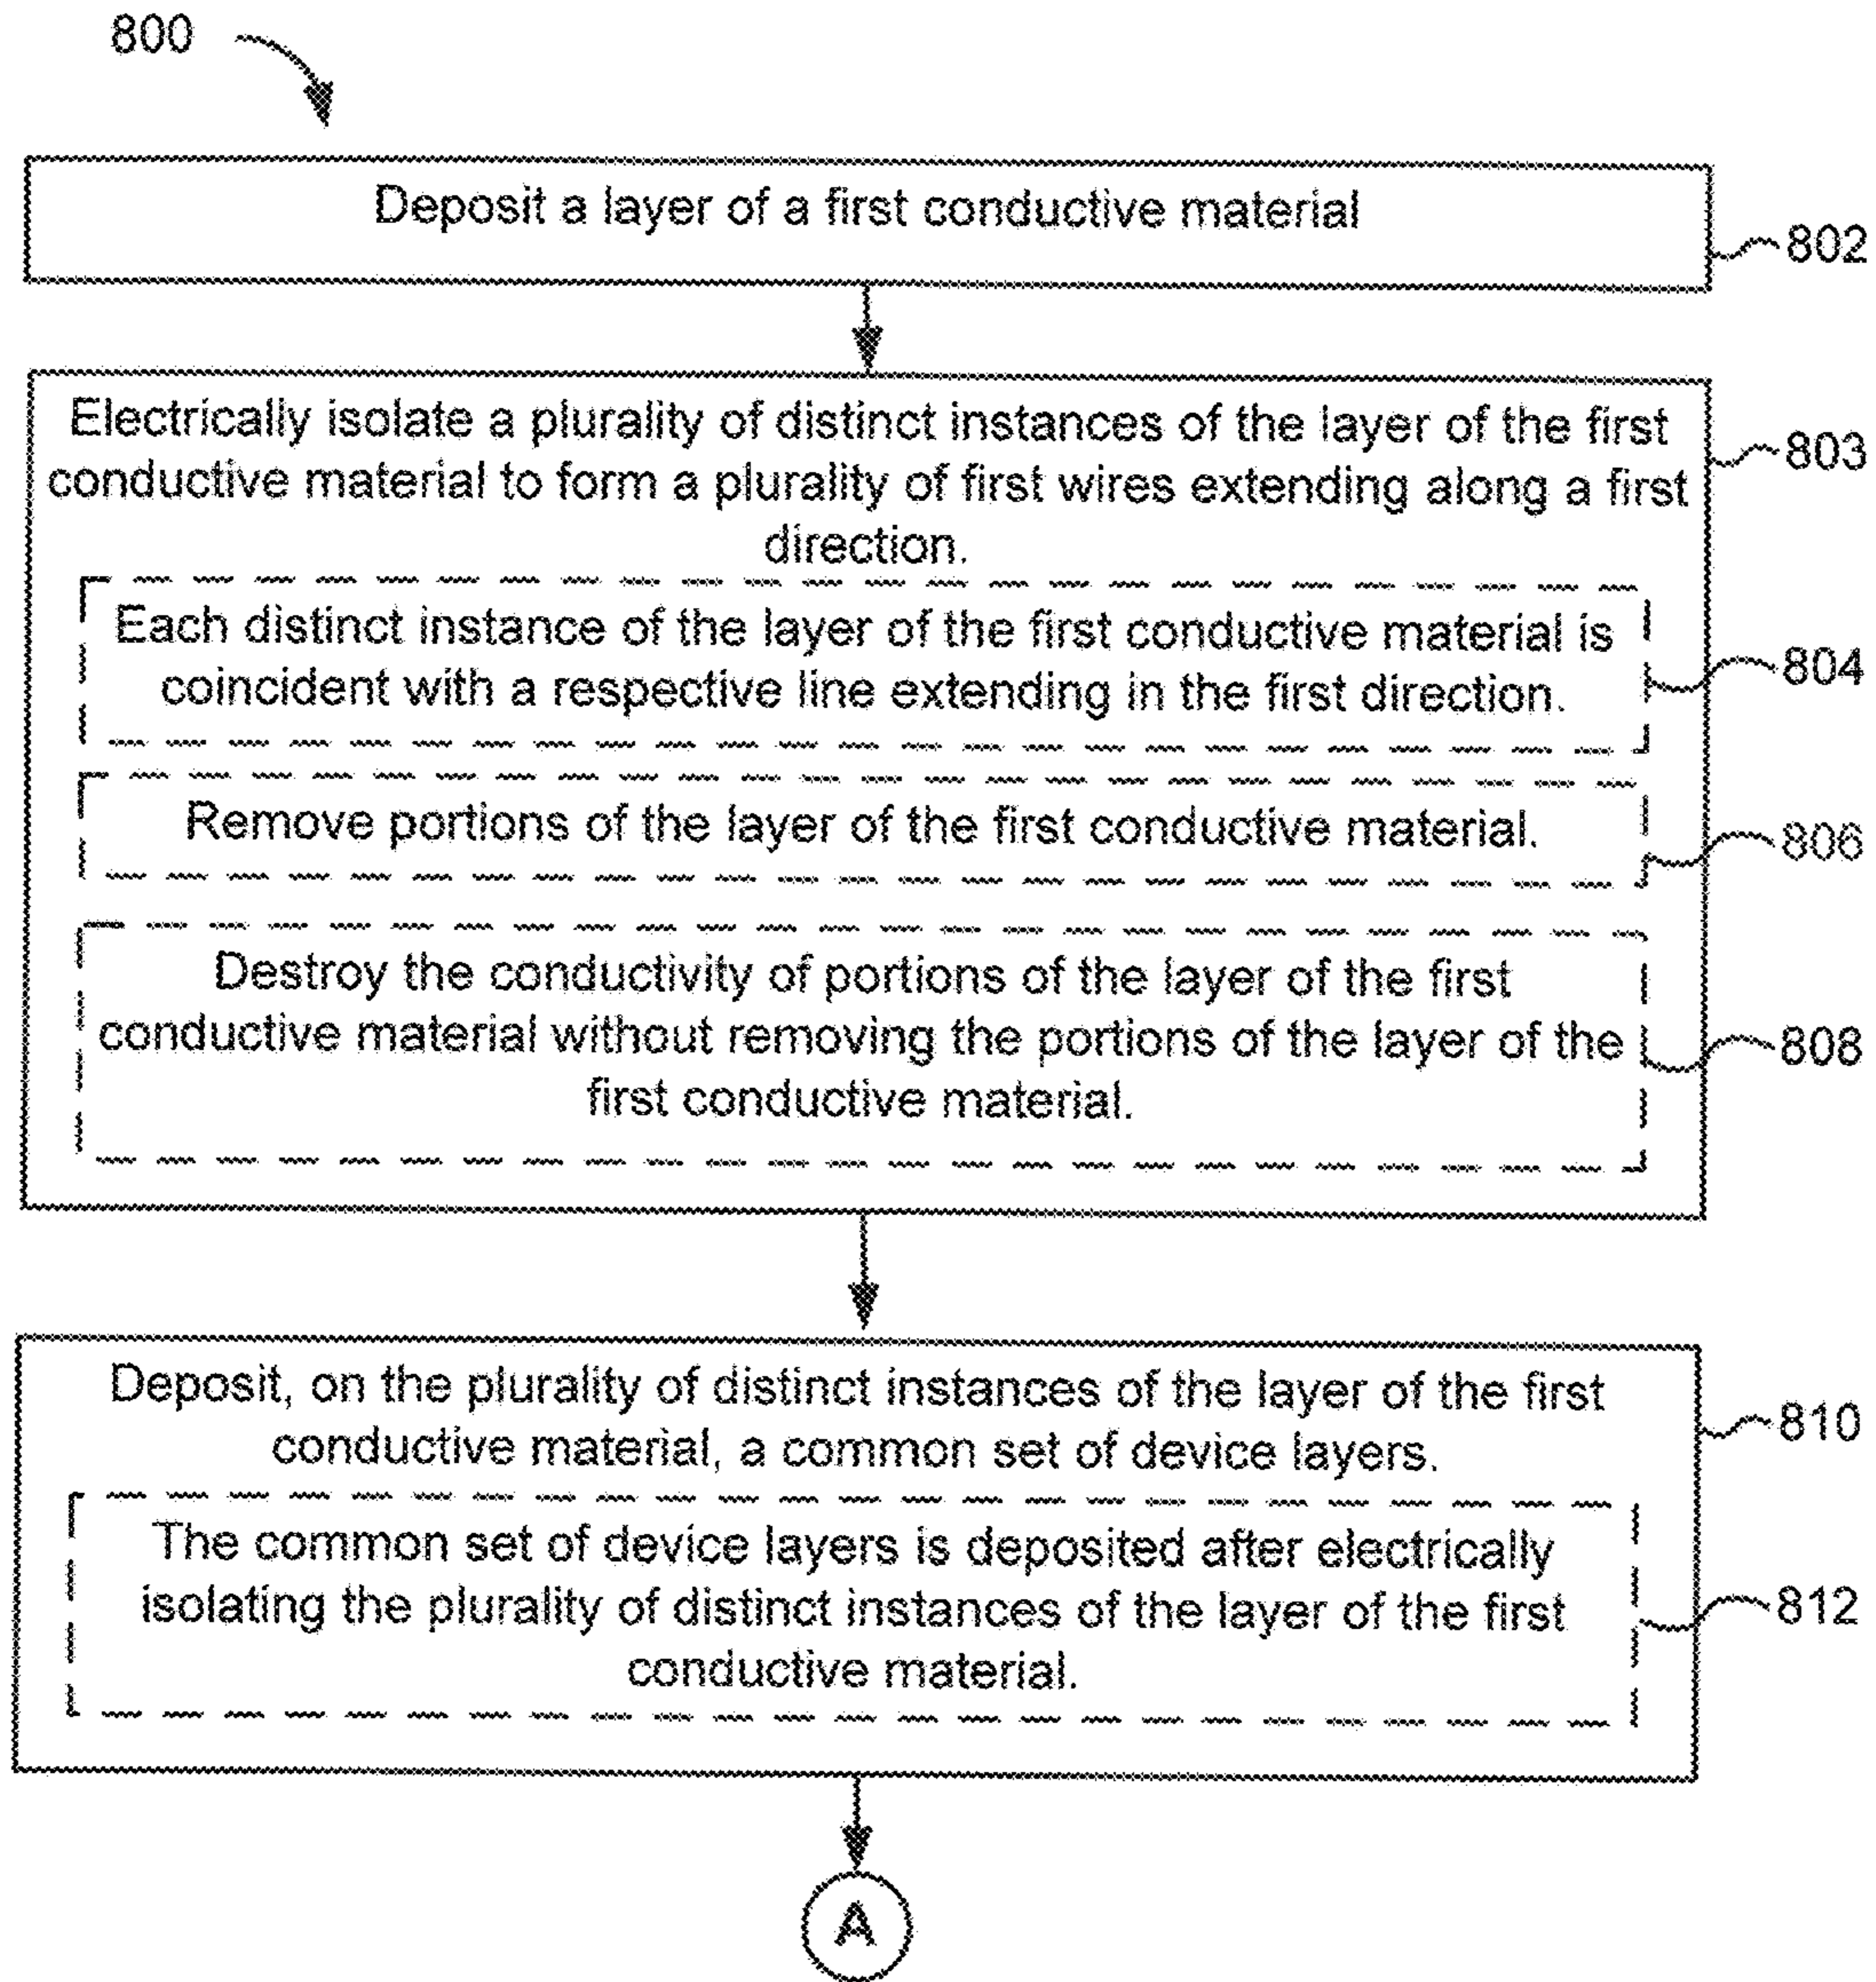 800
Deposit a layer of a first conductive material
802
Electrically isolate a plurality of distinct instances of the layer of the first
conductive material to form a plurality of first wires extending along a first
direction.
803
Each distinct instance of the layer of the first conductive material is
coincident with a respective line extending in the first direction.
804
Remove portions of the layer of the first conductive material.
806
Destroy the conductivity of portions of the layer of the first
conductive material without removing the portions of the layer of the
first conductive material.
808
Deposit, on the plurality of distinct instances of the layer of the first
conductive material, a common set of device layers.
810
The common set of device layers is deposited after electrically
isolating the plurality of distinct instances of the layer of the first
conductive material.
812
A